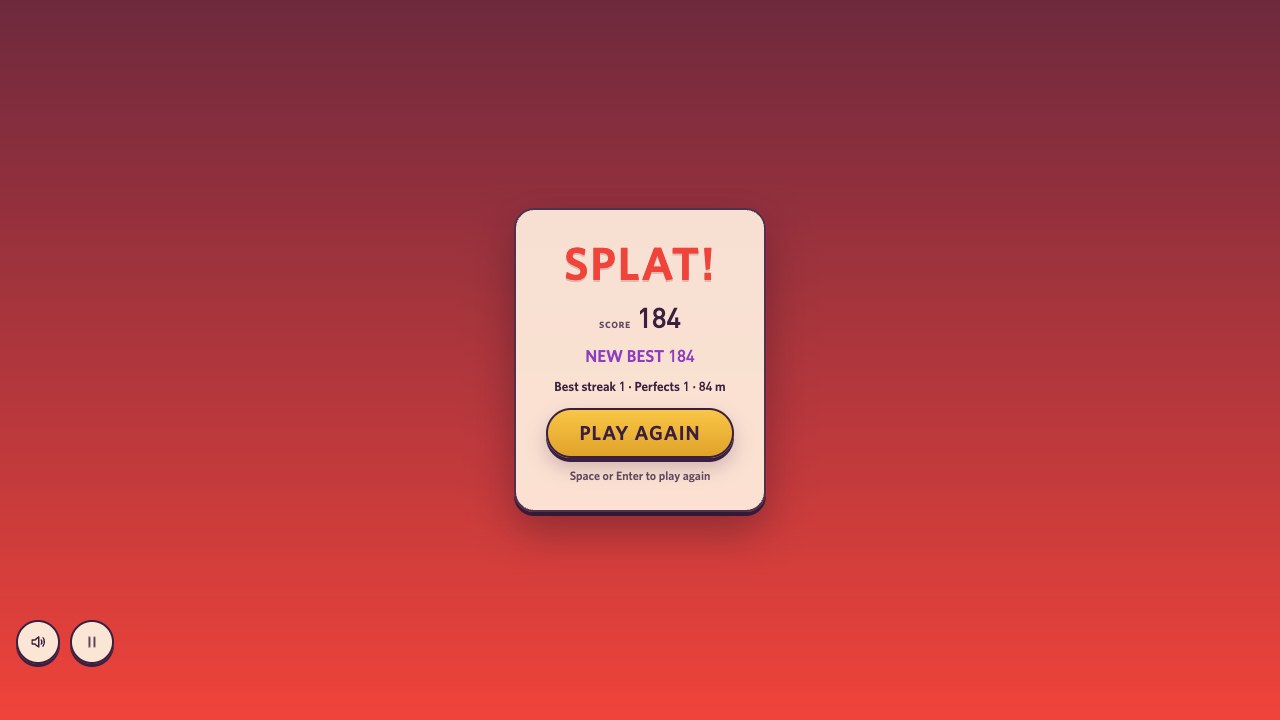 SPLAT!
SCORE 184
NEW BEST 184
Best streak 1 · Perfects 1 · 84 m
PLAY AGAIN
Space or Enter to play again